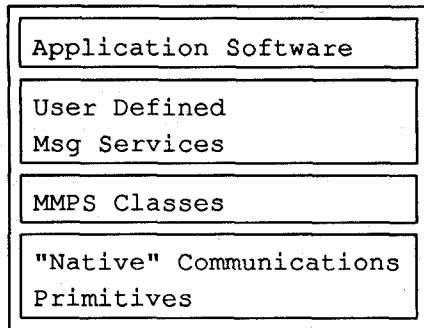 Application Software
User Defined
Msg Services
MMPS Classes
"Native" Communications
Primitives